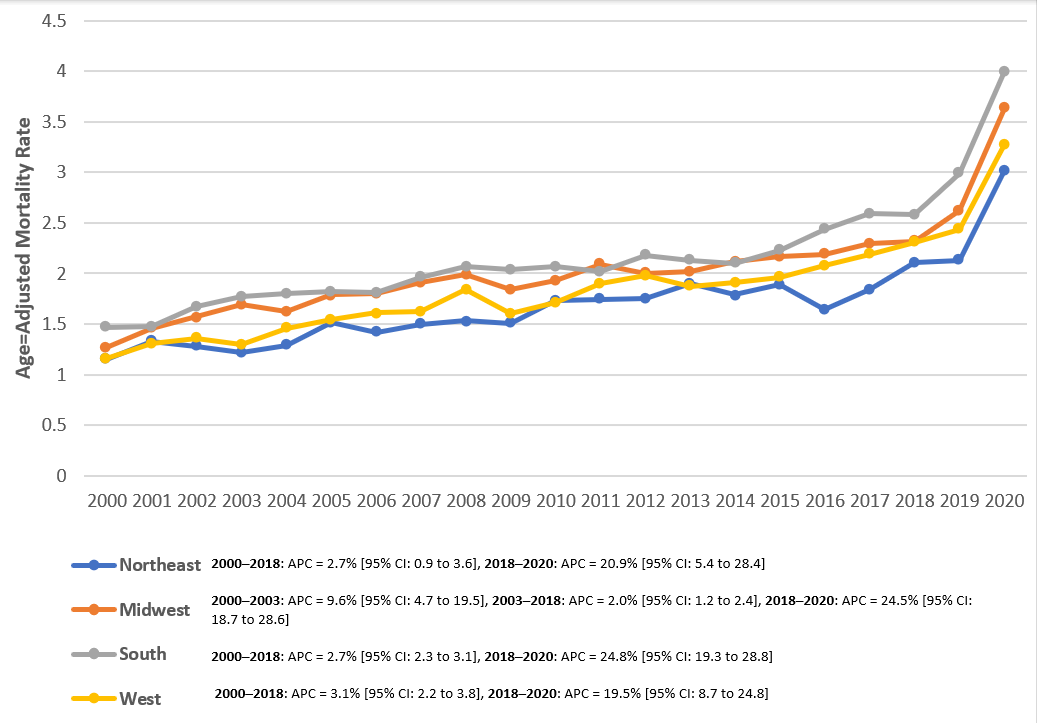 4.5
4
3.5
3
2.5
2
1.5
1
0.5
0
Age=Adjusted Mortality Rate
2000 2001 2002 2003 2004 2005 2006 2007 2008 2009 2010 2011 2012 2013 2014 2015 2016 2017 2018 2019 2020
Northeast 2000–2018: APC = 2.7% [95% CI: 0.9 to 3.6], 2018–2020: APC = 20.9% [95% CI: 5.4 to 28.4]
Midwest 2000–2003: APC = 9.6% [95% CI: 4.7 to 19.5], 2003–2018: APC = 2.0% [95% CI: 1.2 to 2.4], 2018–2020: APC = 24.5% [95% CI:
18.7 to 28.6]
South 2000–2018: APC = 2.7% [95% CI: 2.3 to 3.1], 2018–2020: APC = 24.8% [95% CI: 19.3 to 28.8]
West 2000–2018: APC = 3.1% [95% CI: 2.2 to 3.8], 2018–2020: APC = 19.5% [95% CI: 8.7 to 24.8]